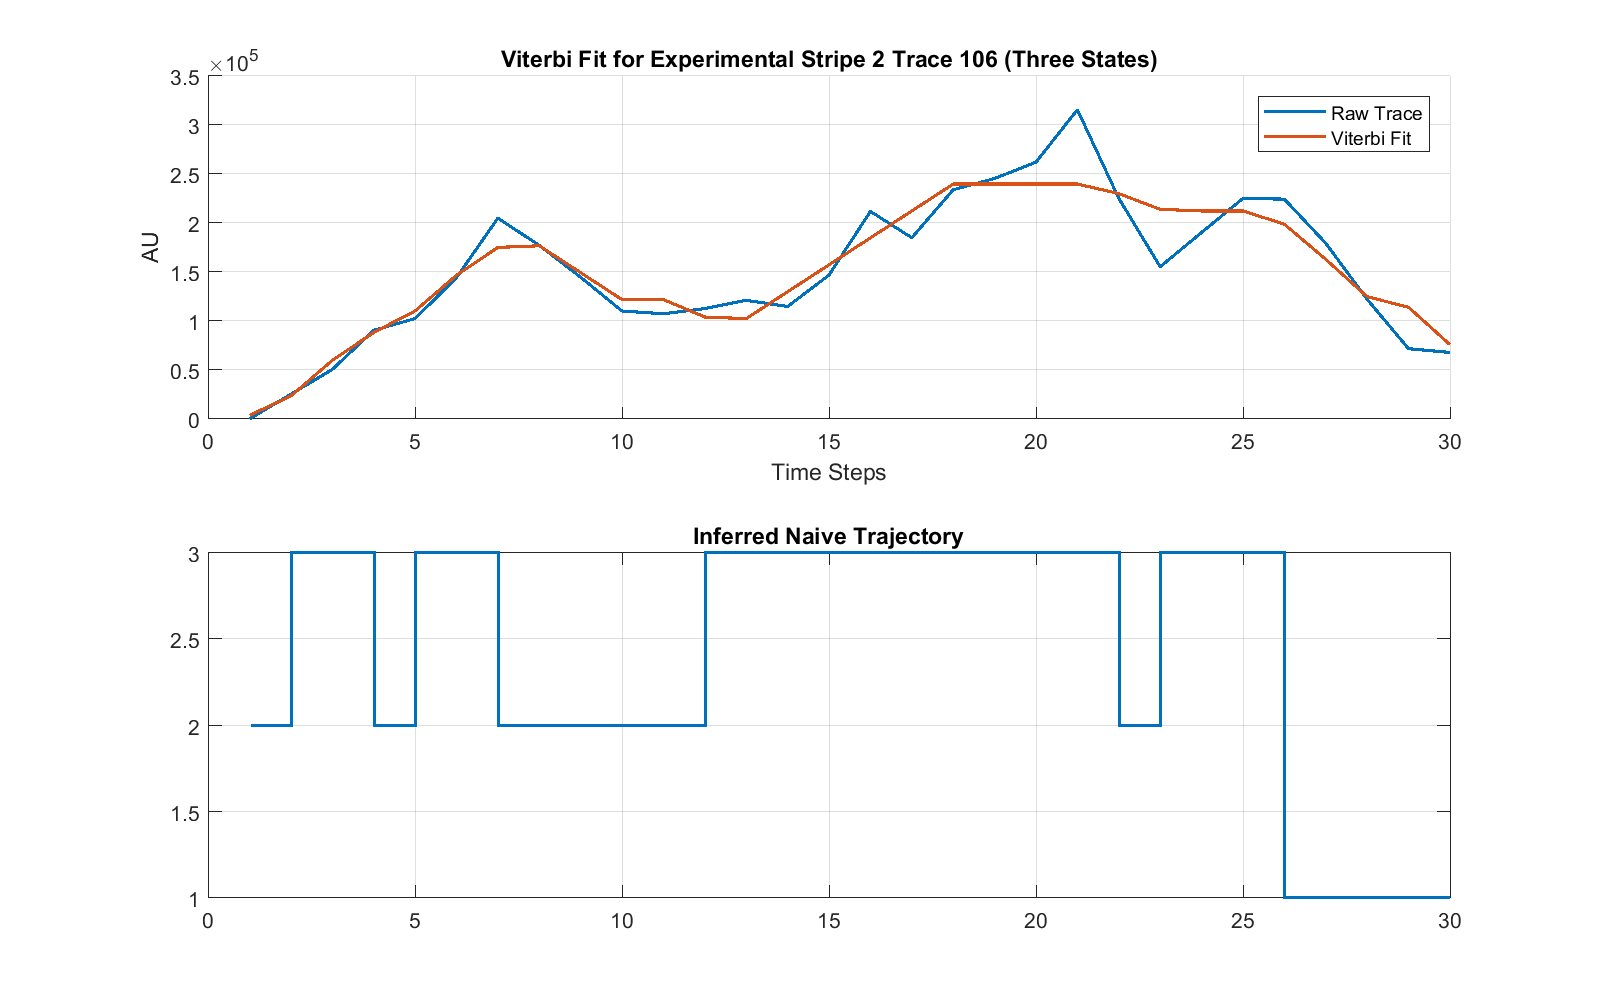 Viterbi Fit for Experimental Stripe 2 Trace 106 (Three States)
×10^5
3.5
3
2.5
2
1.5
1
0.5
0
AU
Raw Trace
Viterbi Fit
0 5 10 15 20 25 30
Time Steps
Inferred Naive Trajectory
3
2.5
2
1.5
1
0 5 10 15 20 25 30